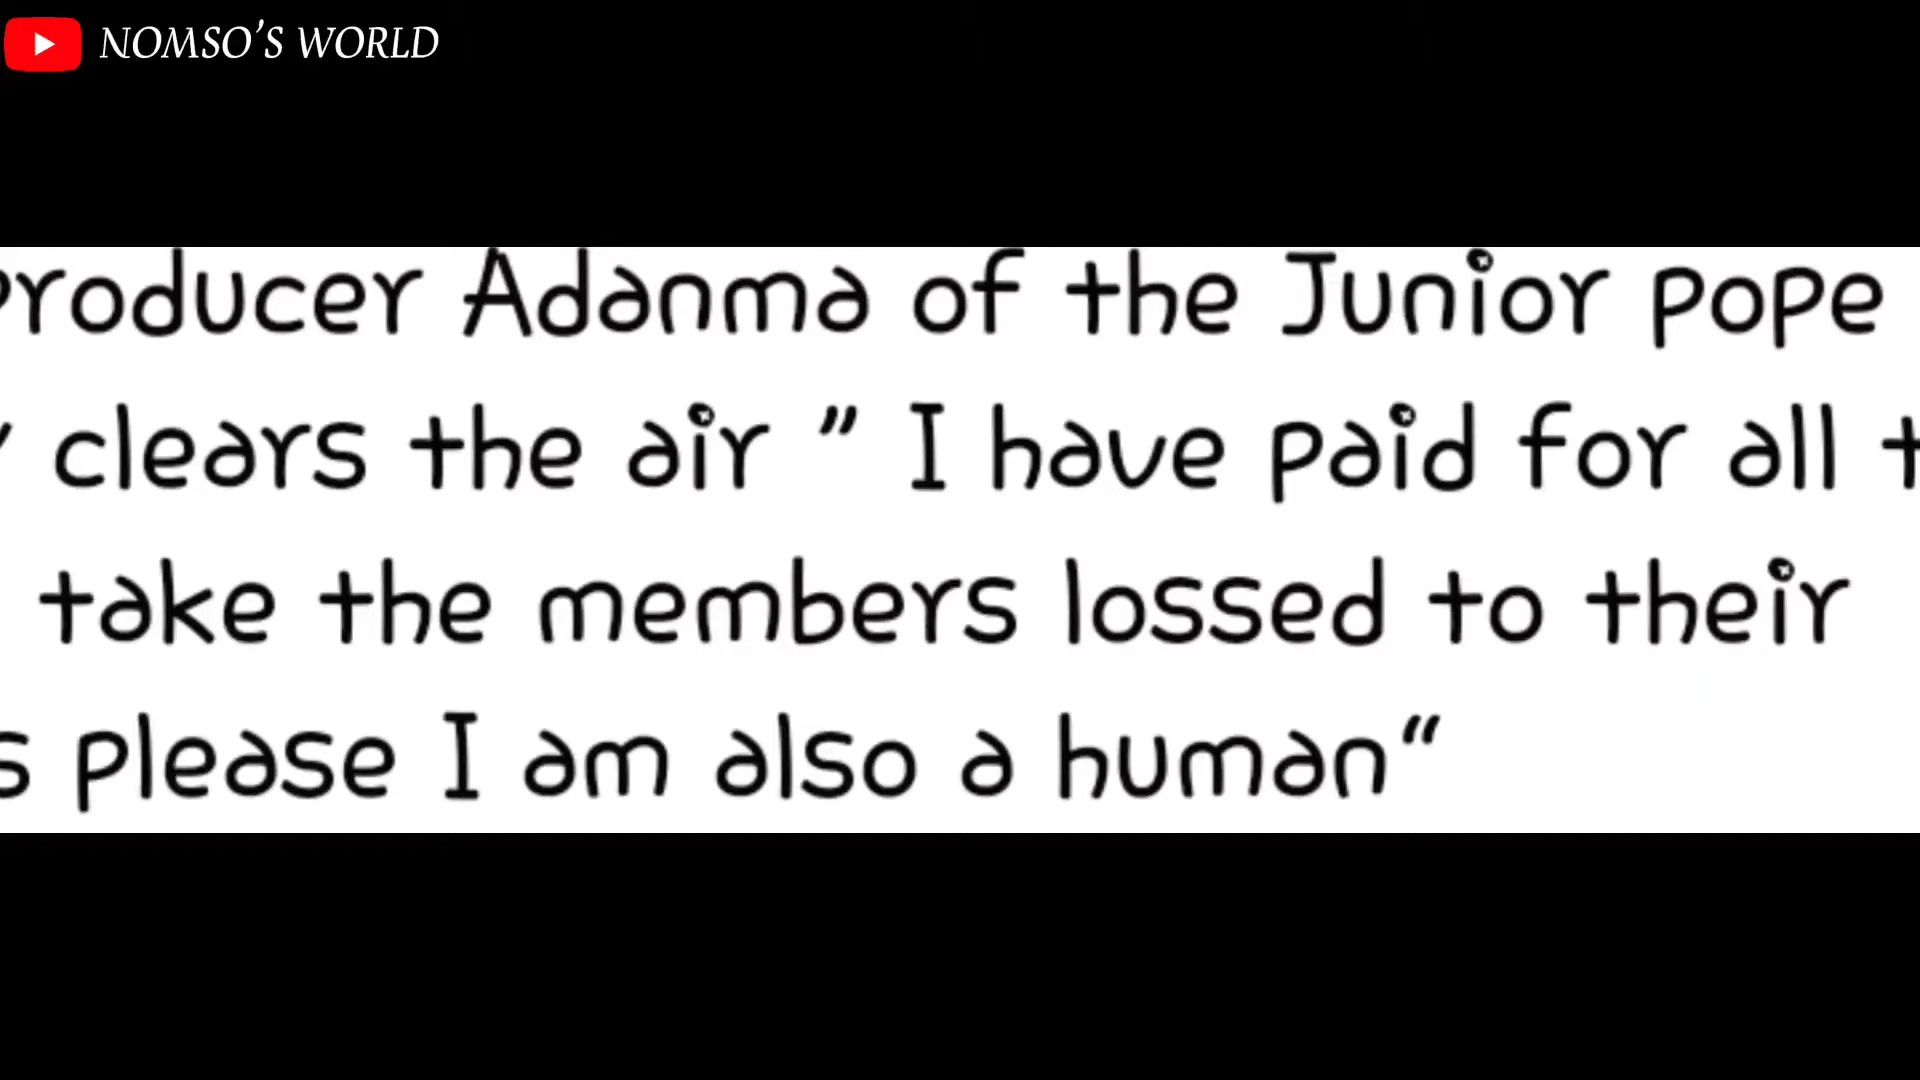 NOMSO'S WORLD
producer Adanma of the Junior pope
clears the air " I have paid for all
take the members lossed to their
please I am also a human"